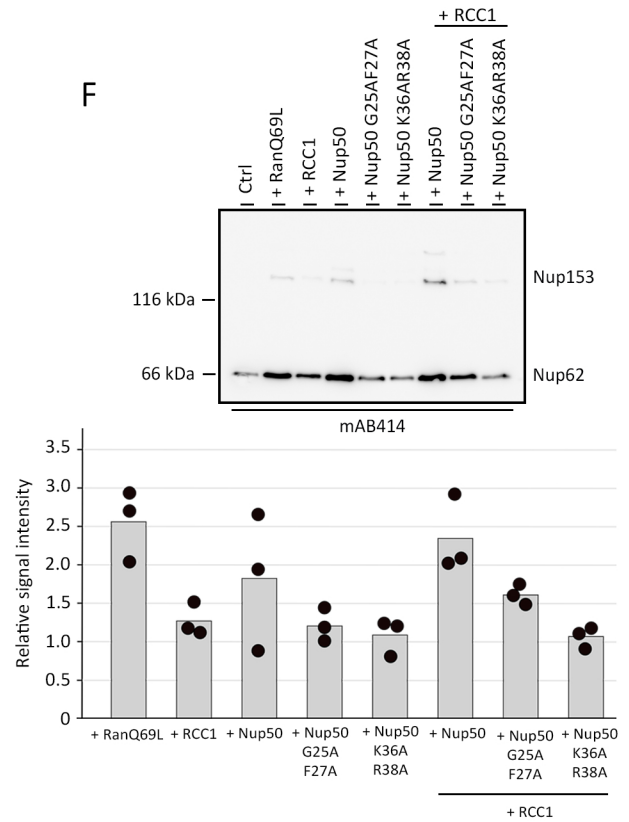 F
+ RCC1
Ctrl
+ RanQ69L
+ RCC1
+ Nup50
+ Nup50 G25AF27A
+ Nup50 K36AR38A
+ Nup50
+ Nup50 G25AF27A
+ Nup50 K36AR38A
Nup153
116 kDa
66 kDa
Nup62
mAB414
Relative signal intensity
3.5
3.0
2.5
2.0
1.5
1.0
0.5
0
+ RanQ69L
+ RCC1
+ Nup50
+ Nup50
G25A
F27A
+ Nup50
K36A
R38A
+ Nup50
+ Nup50
G25A
F27A
+ Nup50
K36A
R38A
+ RCC1